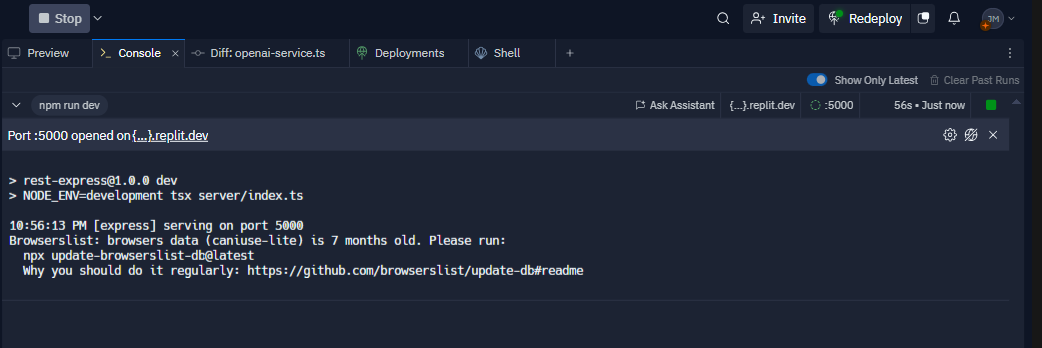 Stop
Invite
Redeploy
JM
Preview
Console
Diff: openai-service.ts
Deployments
Shell
Show Only Latest
Clear Past Runs
npm run dev
Ask Assistant
{...}.replit.dev
:5000
56s • Just now
Port :5000 opened on {...}.replit.dev
> rest-express@1.0.0 dev
> NODE_ENV=development tsx server/index.ts
10:56:13 PM [express] serving on port 5000
Browserslist: browsers data (caniuse-lite) is 7 months old. Please run:
npx update-browserslist-db@latest
Why you should do it regularly: https://github.com/browserslist/update-db#readme